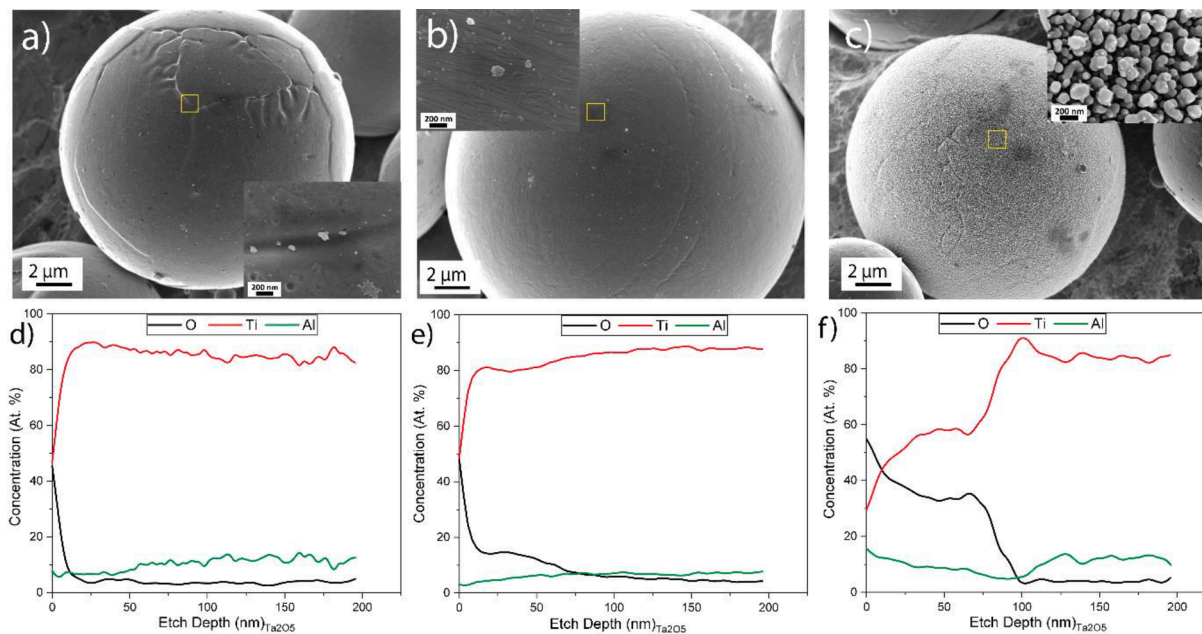 a)
200 nm
2 µm
b)
200 nm
2 µm
c)
200 nm
2 µm
d)
O Ti Al
100
80
60
40
20
0
Concentration (At. %)
0 50 100 150 200
Etch Depth (nm)Ta2O5
e)
O Ti Al
100
80
60
40
20
0
Concentration (At. %)
0 50 100 150 200
Etch Depth (nm)Ta2O5
f)
O Ti Al
100
80
60
40
20
0
Concentration (At. %)
0 50 100 150 200
Etch Depth (nm)Ta2O5